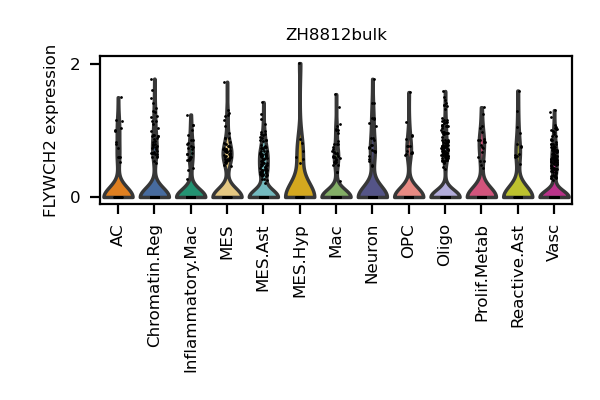 ZH8812bulk
FLYWCH2 expression
2
0
AC
Chromatin.Reg
Inflammatory.Mac
MES
MES.Ast
MES.Hyp
Mac
Neuron
OPC
Oligo
Prolif.Metab
Reactive.Ast
Vasc